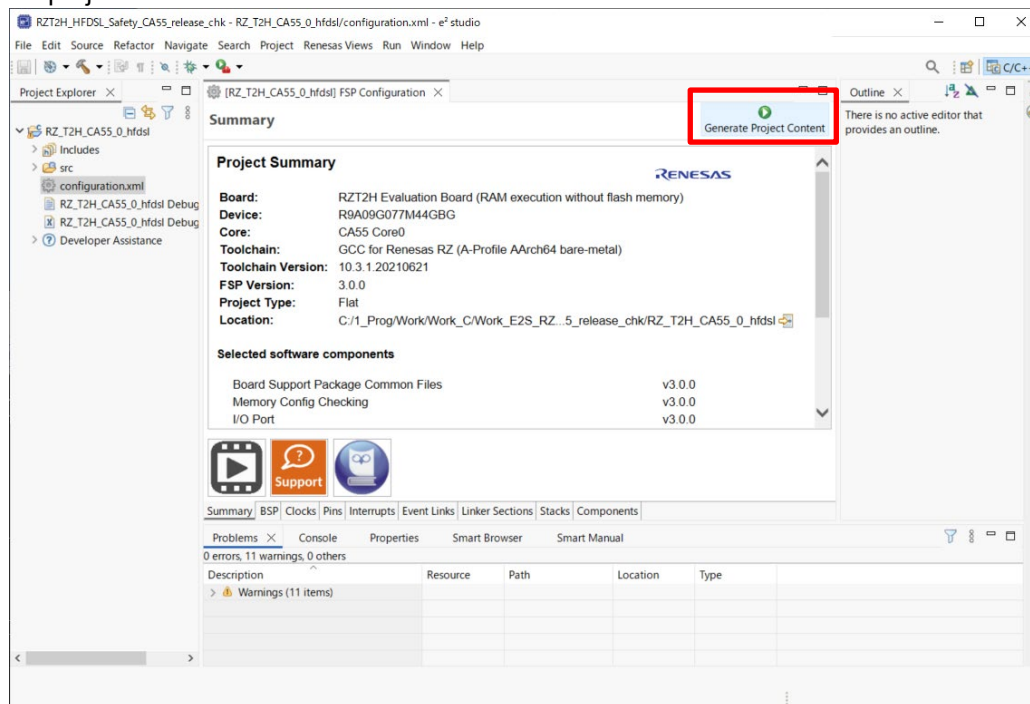 RZT2H_HFDSL_Safety_CA55_release_chk - RZ_T2H_CA55_0_hfdsl/configuration.xml - e² studio
File Edit Source Refactor Navigate Search Project Renesas Views Run Window Help
C/C+
Project Explorer
[RZ_T2H_CA55_0_hfdsl] FSP Configuration
Outline
RZ_T2H_CA55_0_hfdsl
Includes
src
configuration.xml
RZ_T2H_CA55_0_hfdsl Debug
RZ_T2H_CA55_0_hfdsl Debug
Developer Assistance
Summary
Generate Project Content
There is no active editor that
provides an outline.
Project Summary
RENESAS
Board: RZT2H Evaluation Board (RAM execution without flash memory)
Device: R9A09G077M44GBG
Core: CA55 Core0
Toolchain: GCC for Renesas RZ (A-Profile AArch64 bare-metal)
Toolchain Version: 10.3.1.20210621
FSP Version: 3.0.0
Project Type: Flat
Location: C:/1_Prog/Work/Work_C/Work_E2S_RZ...5_release_chk/RZ_T2H_CA55_0_hfdsl
Selected software components
Board Support Package Common Files v3.0.0
Memory Config Checking v3.0.0
I/O Port v3.0.0
Support
Summary BSP Clocks Pins Interrupts Event Links Linker Sections Stacks Components
Problems Console Properties Smart Browser Smart Manual
0 errors, 11 warnings, 0 others
Description Resource Path Location Type
Warnings (11 items)